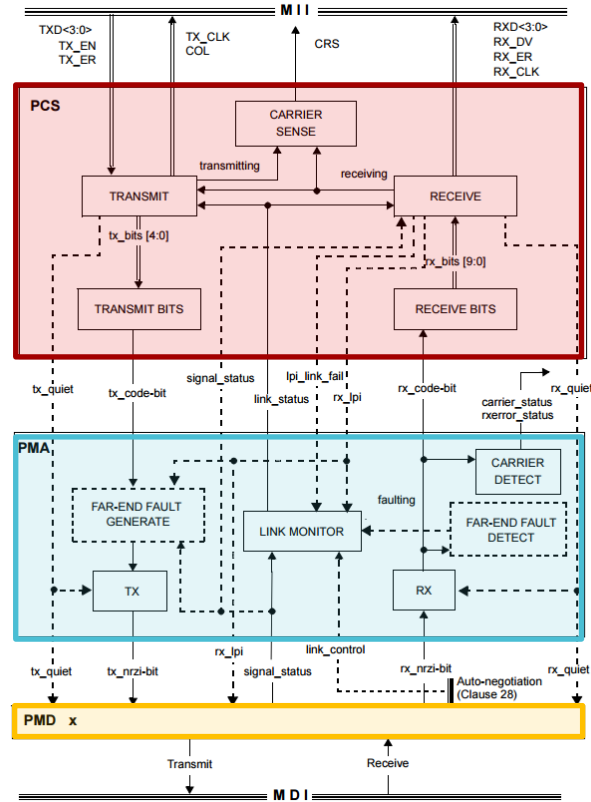 MII
TXD<3:0>
TX_EN
TX_ER
TX_CLK
COL
CRS
RXD<3:0>
RX_DV
RX_ER
RX_CLK
PCS
CARRIER
SENSE
transmitting
receiving
TRANSMIT
RECEIVE
tx_bits [4:0]
rx_bits [9:0]
TRANSMIT BITS
RECEIVE BITS
tx_quiet
tx_code-bit
signal_status
link_status
lpi_link_fail
rx_lpi
rx_code-bit
carrier_status
rxerror_status
rx_quiet
PMA
CARRIER
DETECT
FAR-END FAULT
GENERATE
LINK MONITOR
faulting
FAR-END FAULT
DETECT
TX
RX
tx_quiet
tx_nrzi-bit
rx_lpi
signal_status
link_control
rx_nrzi-bit
Auto-negotiation
(Clause 28)
rx_quiet
PMD x
Transmit
Receive
MDI